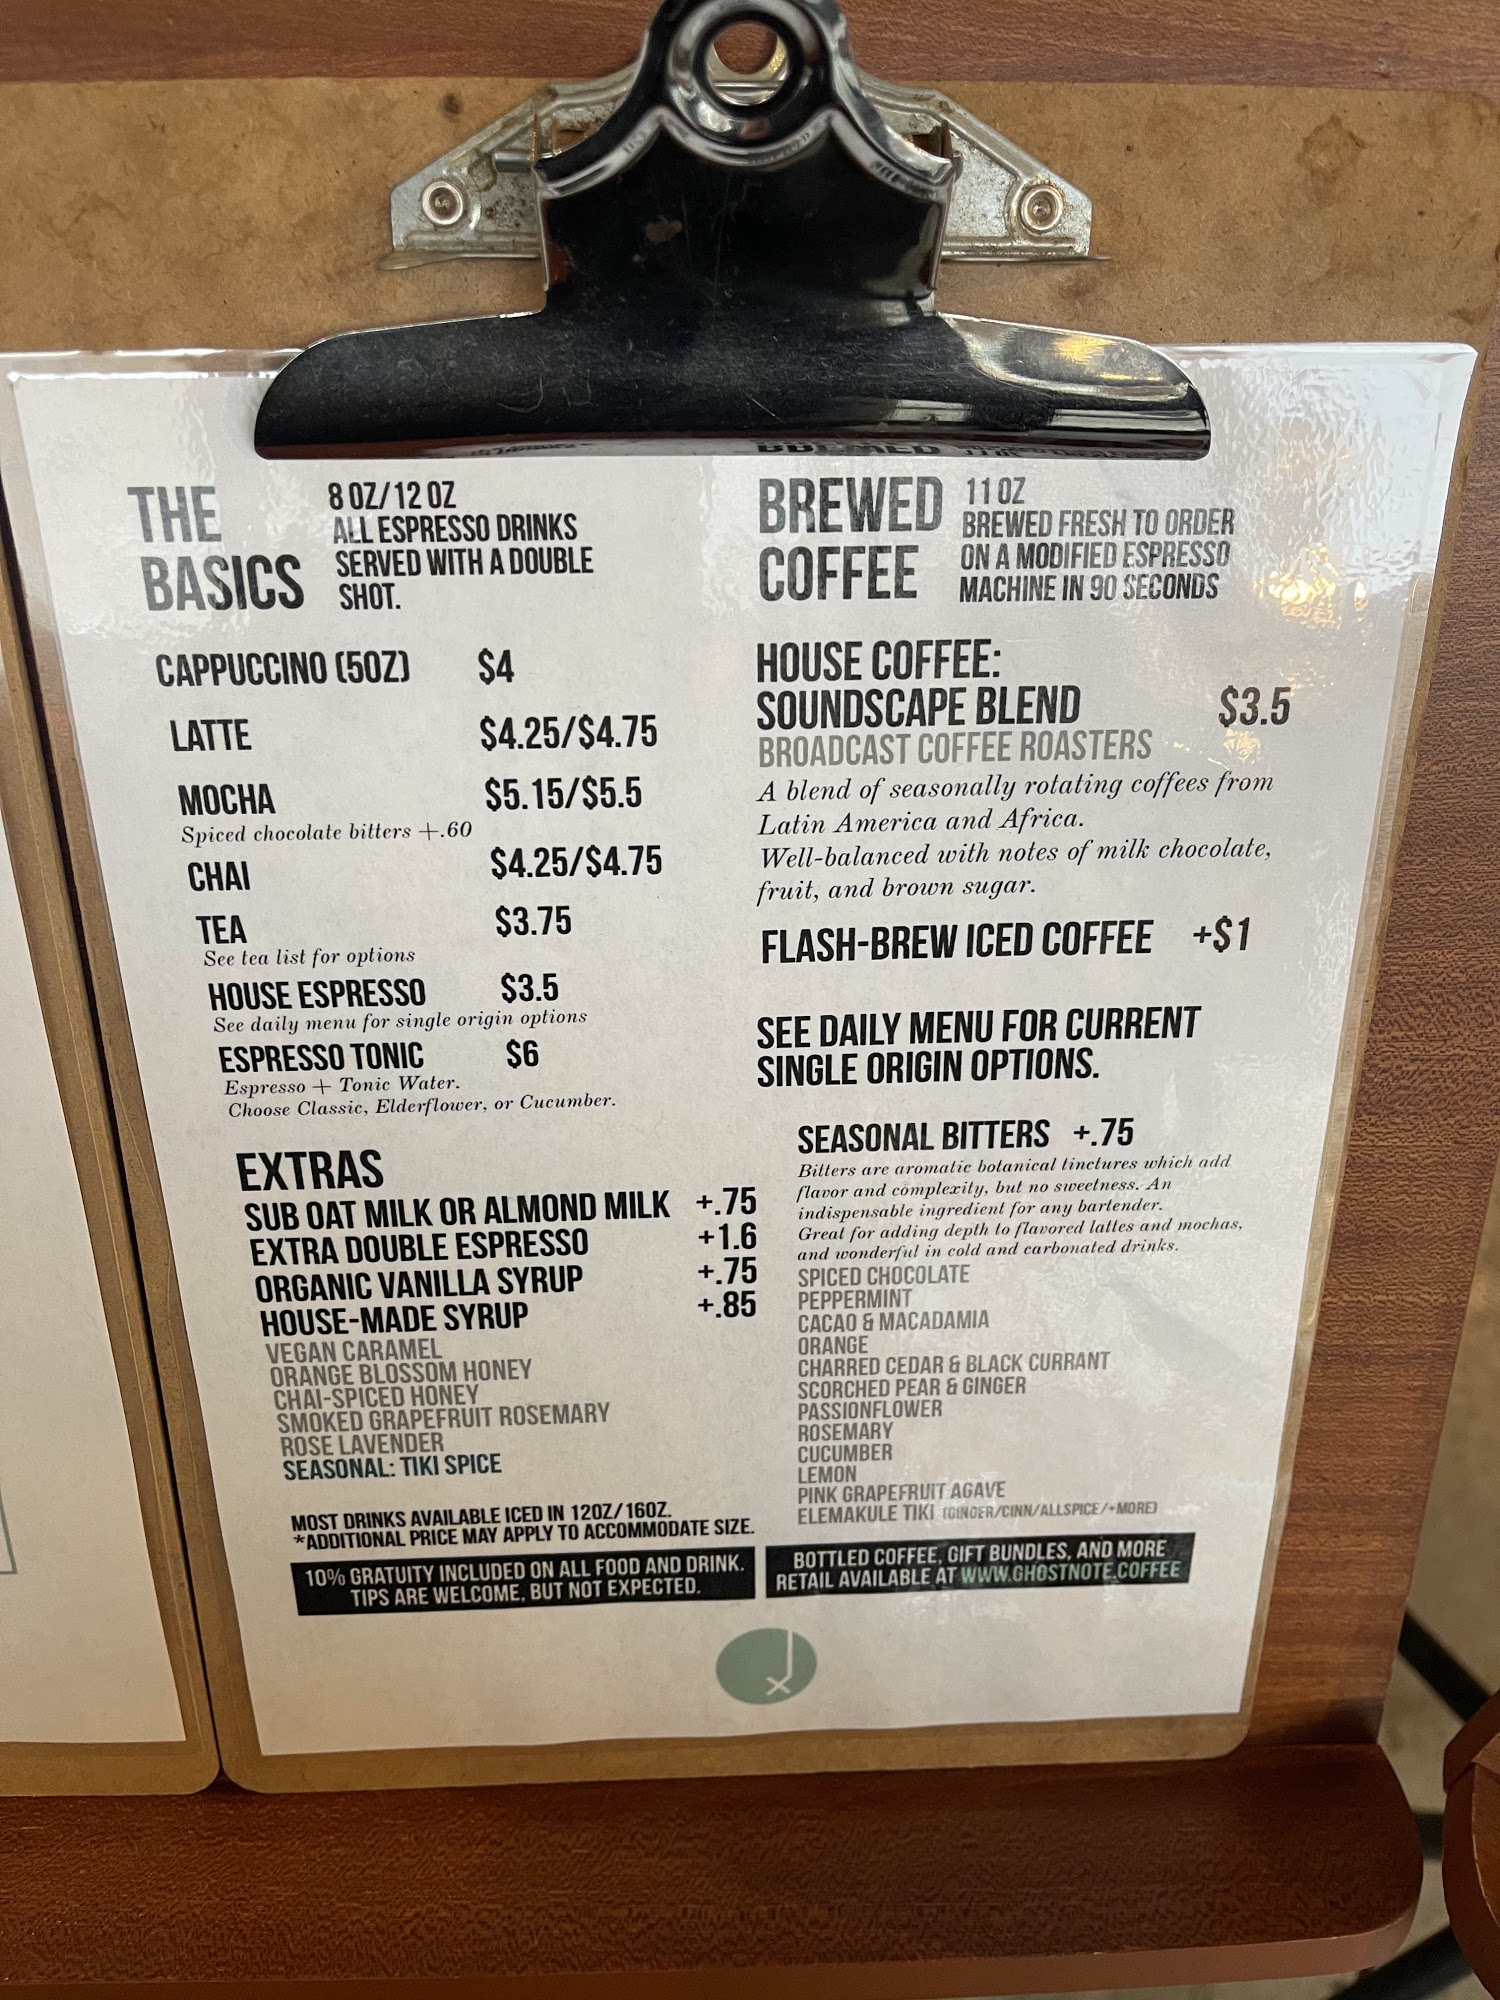 THE
BASICS
8 OZ/12 OZ
ALL ESPRESSO DRINKS
SERVED WITH A DOUBLE
SHOT.
CAPPUCCINO (5OZ) $4
LATTE $4.25/$4.75
MOCHA $5.15/$5.5
Spiced chocolate bitters +.60
CHAI $4.25/$4.75
TEA $3.75
See tea list for options
HOUSE ESPRESSO $3.5
See daily menu for single origin options
ESPRESSO TONIC $6
Espresso + Tonic Water.
Choose Classic, Elderflower, or Cucumber.
EXTRAS
SUB OAT MILK OR ALMOND MILK +.75
EXTRA DOUBLE ESPRESSO +1.6
ORGANIC VANILLA SYRUP +.75
HOUSE-MADE SYRUP +.85
VEGAN CARAMEL
ORANGE BLOSSOM HONEY
CHAI-SPICED HONEY
SMOKED GRAPEFRUIT ROSEMARY
ROSE LAVENDER
SEASONAL: TIKI SPICE
MOST DRINKS AVAILABLE ICED IN 12OZ/16OZ.
*ADDITIONAL PRICE MAY APPLY TO ACCOMMODATE SIZE.
10% GRATUITY INCLUDED ON ALL FOOD AND DRINK.
TIPS ARE WELCOME, BUT NOT EXPECTED.
BREWED
COFFEE
11 OZ
BREWED FRESH TO ORDER
ON A MODIFIED ESPRESSO
MACHINE IN 90 SECONDS
HOUSE COFFEE:
SOUNDSCAPE BLEND $3.5
BROADCAST COFFEE ROASTERS
A blend of seasonally rotating coffees from
Latin America and Africa.
Well-balanced with notes of milk chocolate,
fruit, and brown sugar.
FLASH-BREW ICED COFFEE +$1
SEE DAILY MENU FOR CURRENT
SINGLE ORIGIN OPTIONS.
SEASONAL BITTERS +.75
Bitters are aromatic botanical tinctures which add
flavor and complexity, but no sweetness. An
indispensable ingredient for any bartender.
Great for adding depth to flavored lattes and mochas,
and wonderful in cold and carbonated drinks.
SPICED CHOCOLATE
PEPPERMINT
CACAO & MACADAMIA
ORANGE
CHARRED CEDAR & BLACK CURRANT
SCORCHED PEAR & GINGER
PASSIONFLOWER
ROSEMARY
CUCUMBER
LEMON
PINK GRAPEFRUIT AGAVE
ELEMAKULE TIKI (GINGER/CINN/ALLSPICE/+MORE)
BOTTLED COFFEE, GIFT BUNDLES, AND MORE
RETAIL AVAILABLE AT WWW.GHOSTNOTE.COFFEE